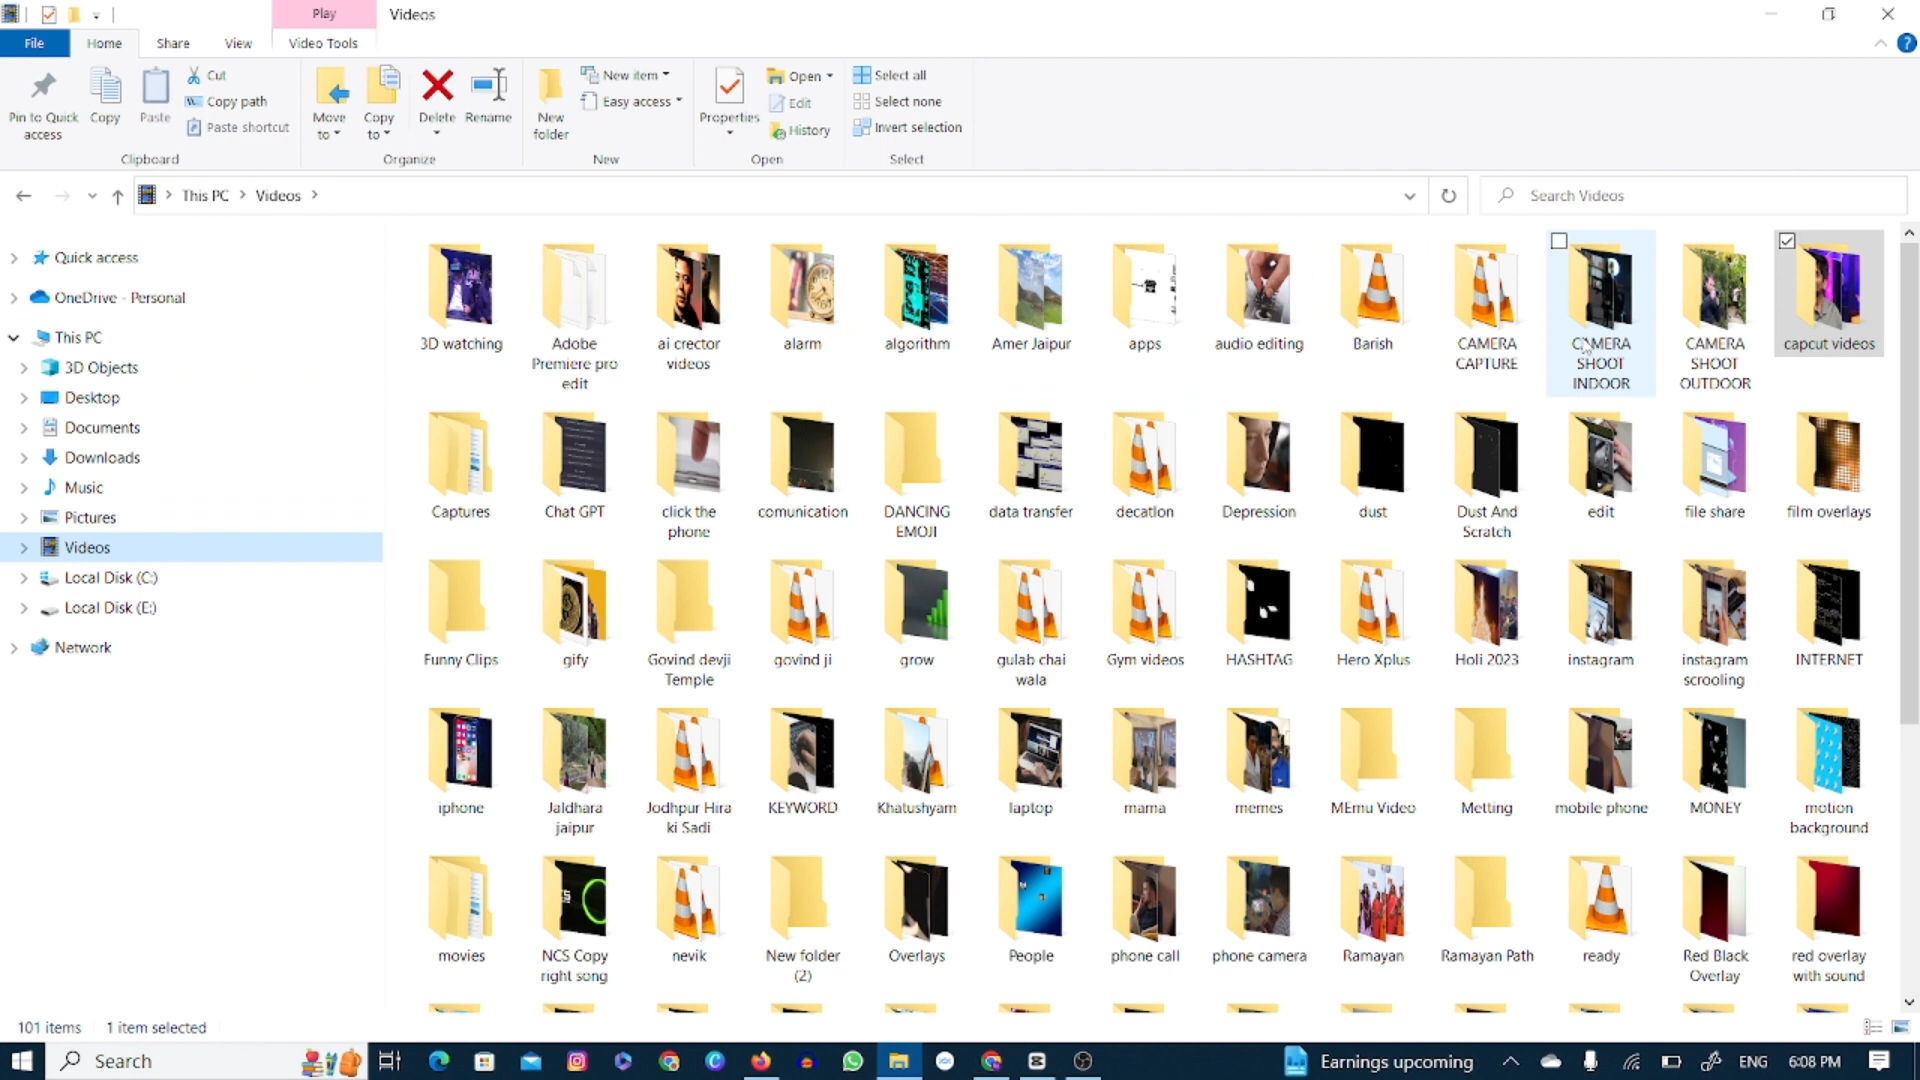 Play
Videos
File
Home
Share
View
Video Tools
Pin to Quick access
Copy
Paste
Cut
Copy path
Paste shortcut
Clipboard
Move to
Copy to
Delete
Rename
Organize
New folder
New item
Easy access
New
Properties
Open
Edit
History
Open
Select all
Select none
Invert selection
Select
This PC
Videos
Search Videos
Quick access
OneDrive - Personal
This PC
3D Objects
Desktop
Documents
Downloads
Music
Pictures
Videos
Local Disk (C:)
Local Disk (E:)
Network
3D watching
Adobe Premiere pro edit
ai crector videos
alarm
algorithm
Amer Jaipur
apps
audio editing
Barish
CAMERA CAPTURE
CAMERA SHOOT INDOOR
CAMERA SHOOT OUTDOOR
capcut videos
Captures
Chat GPT
click the phone
comunication
DANCING EMOJI
data transfer
decatlon
Depression
dust
Dust And Scratch
edit
file share
film overlays
Funny Clips
gify
Govind devji Temple
govind ji
grow
gulab chai wala
Gym videos
HASHTAG
Hero Xplus
Holi 2023
instagram
instagram scrooling
INTERNET
iphone
Jaldhara jaipur
Jodhpur Hira ki Sadi
KEYWORD
Khatushyam
laptop
mama
memes
MEmu Video
Metting
mobile phone
MONEY
motion background
movies
NCS Copy right song
nevik
New folder (2)
Overlays
People
phone call
phone camera
Ramayan
Ramayan Path
ready
Red Black Overlay
red overlay with sound
101 items
1 item selected
Search
Earnings upcoming
ENG
6:08 PM